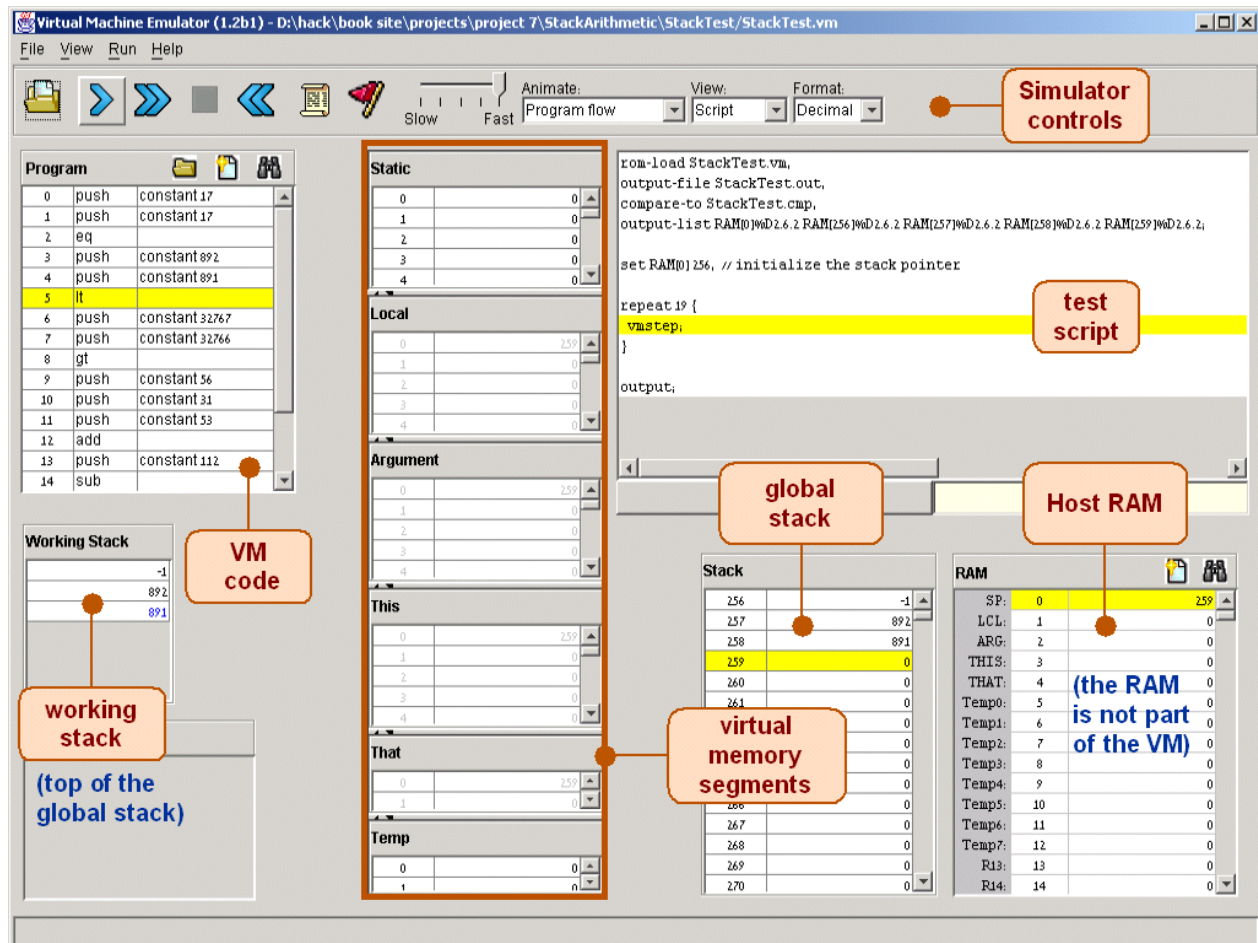 Virtual Machine Emulator (1.2b1) - D:\hack\book site\projects\project 7\StackArithmetic\StackTest/StackTest.vm
File View Run Help
Slow Fast
Animate:
Program flow
View:
Script
Format:
Decimal
Simulator
controls
Program
0 push constant 17
1 push constant 17
2 eq
3 push constant 892
4 push constant 891
5 lt
6 push constant 32767
7 push constant 32766
8 gt
9 push constant 56
10 push constant 31
11 push constant 53
12 add
13 push constant 112
14 sub
VM
code
Working Stack
-1
892
891
working
stack
(top of the
global stack)
Static
0 0
1 0
2 0
3 0
4 0
Local
0 259
1 0
2 0
3 0
4 0
Argument
0 259
1 0
2 0
3 0
4 0
This
0 259
1 0
2 0
3 0
4 0
That
0 259
1 0
Temp
0 0
1 0
virtual
memory
segments
rom-load StackTest.vm,
output-file StackTest.out,
compare-to StackTest.cmp,
output-list RAM[0]%D2.6.2 RAM[256]%D2.6.2 RAM[257]%D2.6.2 RAM[258]%D2.6.2 RAM[259]%D2.6.2;
set RAM[0] 256, // initialize the stack pointer
repeat 19 {
vmstep;
}
output;
test
script
global
stack
Host RAM
Stack
256 -1
257 892
258 891
259 0
260 0
261 0
0
0
0
0
266 0
267 0
268 0
269 0
270 0
RAM
SP: 0 259
LCL: 1 0
ARG: 2 0
THIS: 3 0
THAT: 4 0
Temp0: 5 0
Temp1: 6 0
Temp2: 7 0
Temp3: 8 0
Temp4: 9 0
Temp5: 10 0
Temp6: 11 0
Temp7: 12 0
R13: 13 0
R14: 14 0
(the RAM
is not part
of the VM)